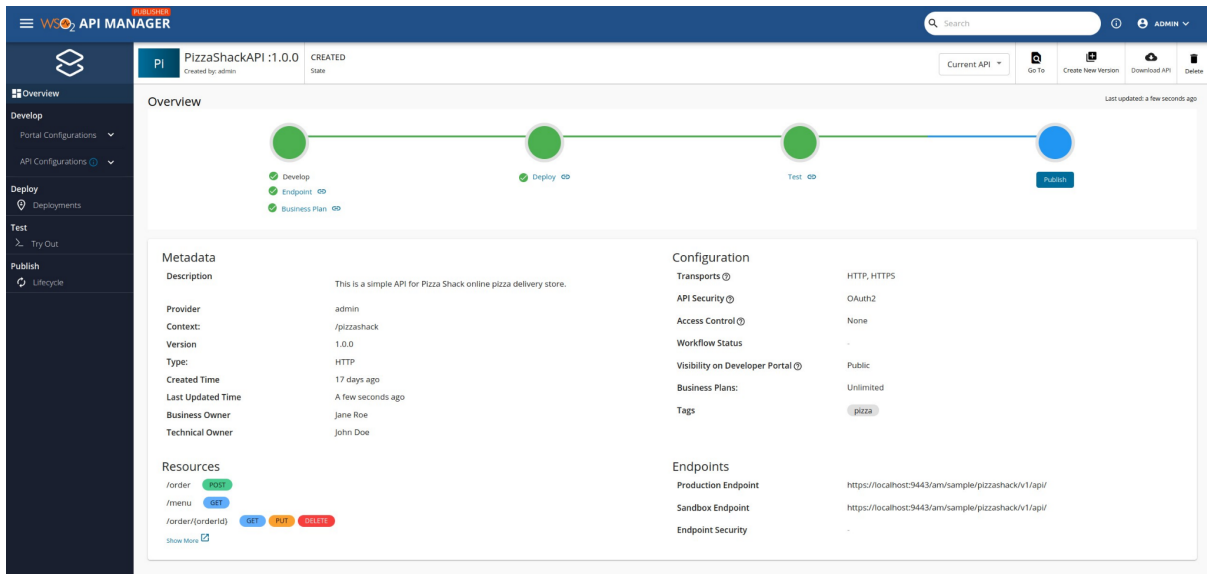 PUBLISHER
WSO2 API MANAGER
Search
ADMIN
PI
PizzaShackAPI :1.0.0
Created by: admin
CREATED
State
Current API
Go To
Create New Version
Download API
Delete
Overview
Develop
Portal Configurations
API Configurations
Deploy
Deployments
Test
Try Out
Publish
Lifecycle
Overview
Last updated: a few seconds ago
Develop
Endpoint
Business Plan
Deploy
Test
Publish
Metadata
Description
This is a simple API for Pizza Shack online pizza delivery store.
Provider admin
Context: /pizzashack
Version 1.0.0
Type: HTTP
Created Time 17 days ago
Last Updated Time A few seconds ago
Business Owner Jane Roe
Technical Owner John Doe
Configuration
Transports HTTP, HTTPS
API Security OAuth2
Access Control None
Workflow Status -
Visibility on Developer Portal Public
Business Plans: Unlimited
Tags pizza
Resources
/order POST
/menu GET
/order/{orderId} GET PUT DELETE
Show More
Endpoints
Production Endpoint https://localhost:9443/am/sample/pizzashack/v1/api/
Sandbox Endpoint https://localhost:9443/am/sample/pizzashack/v1/api/
Endpoint Security -